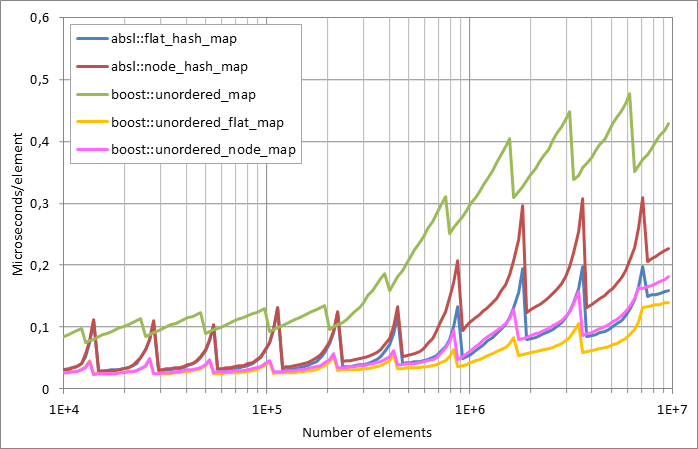 0,6
0,5
0,4
0,3
0,2
0,1
0
Microseconds/element
absl::flat_hash_map
absl::node_hash_map
boost::unordered_map
boost::unordered_flat_map
boost::unordered_node_map
1E+4
1E+5
1E+6
1E+7
Number of elements